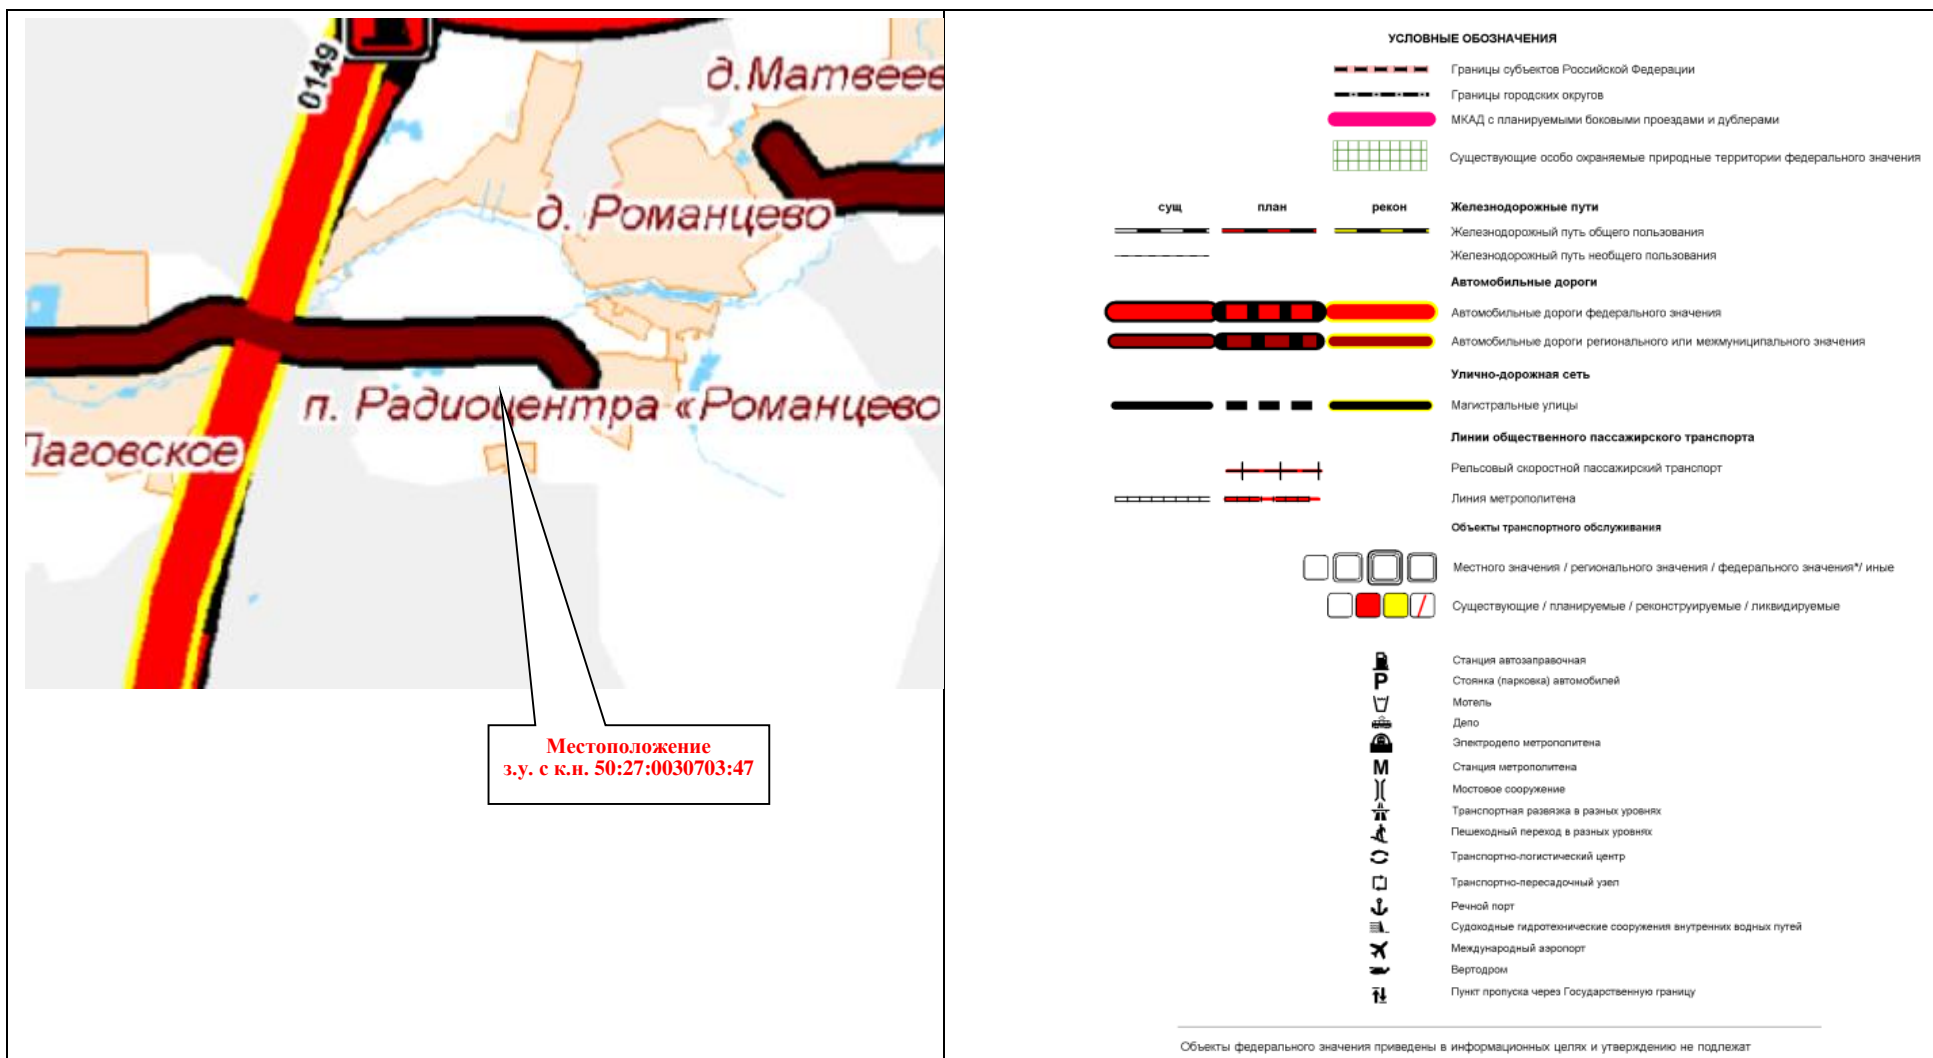 0149
д.Матвеев
д. Романцево
п. Радиоцентра «Романцево
Лаговское
Местоположение
з.у. с к.н. 50:27:0030703:47
УСЛОВНЫЕ ОБОЗНАЧЕНИЯ
Границы субъектов Российской Федерации
Границы городских округов
МКАД с планируемыми боковыми проездами и дублерами
Существующие особо охраняемые природные территории федерального значения
сущ план рекон Железнодорожные пути
Железнодорожный путь общего пользования
Железнодорожный путь необщего пользования
Автомобильные дороги
Автомобильные дороги федерального значения
Автомобильные дороги регионального или межмуниципального значения
Улично-дорожная сеть
Магистральные улицы
Линии общественного пассажирского транспорта
Рельсовый скоростной пассажирский транспорт
Линия метрополитена
Объекты транспортного обслуживания
Местного значения / регионального значения / федерального значения*/ иные
Существующие / планируемые / реконструируемые / ликвидируемые
Станция автозаправочная
P Стоянка (парковка) автомобилей
Мотель
Депо
Электродепо метрополитена
М Станция метрополитена
Мостовое сооружение
Транспортная развязка в разных уровнях
Пешеходный переход в разных уровнях
Транспортно-логистический центр
Транспортно-пересадочный узел
Речной порт
Судоходные гидротехнические сооружения внутренних водных путей
Международный аэропорт
Вертодром
Пункт пропуска через Государственную границу
Объекты федерального значения приведены в информационных целях и утверждению не подлежат